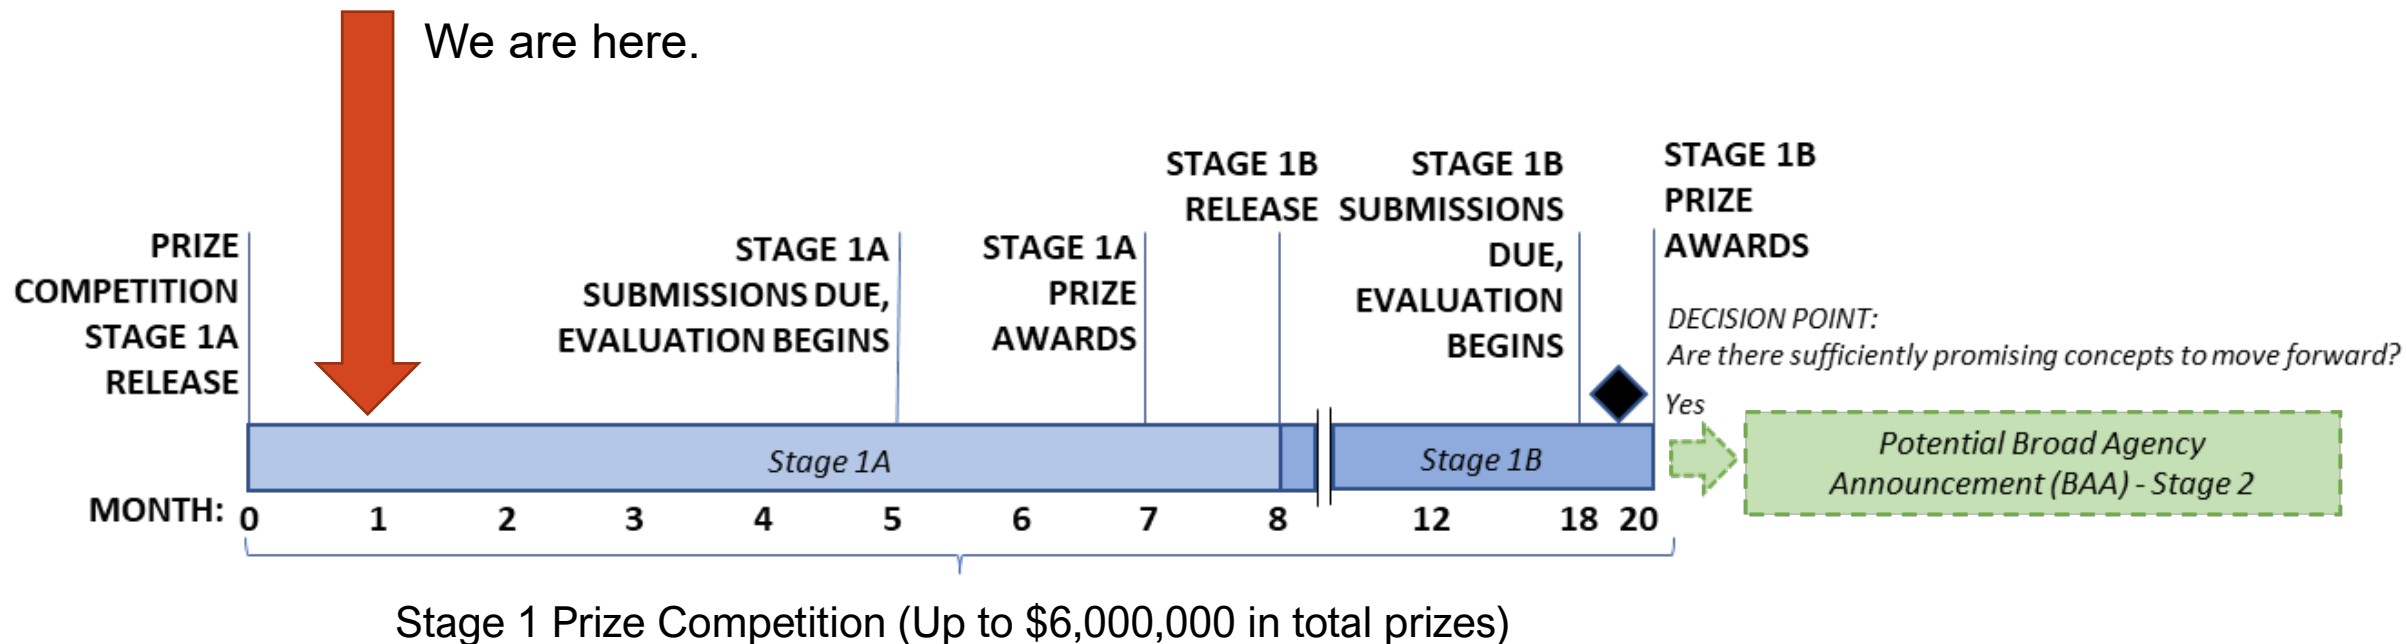 We are here.
PRIZE
COMPETITION
STAGE 1A
RELEASE
STAGE 1A
SUBMISSIONS DUE,
EVALUATION BEGINS
STAGE 1A
PRIZE
AWARDS
STAGE 1B
RELEASE
STAGE 1B
SUBMISSIONS
DUE,
EVALUATION
BEGINS
STAGE 1B
PRIZE
AWARDS
DECISION POINT:
Are there sufficiently promising concepts to move forward?
Yes
Stage 1A
Stage 1B
Potential Broad Agency
Announcement (BAA) - Stage 2
MONTH: 0 1 2 3 4 5 6 7 8 12 18 20
Stage 1 Prize Competition (Up to $6,000,000 in total prizes)